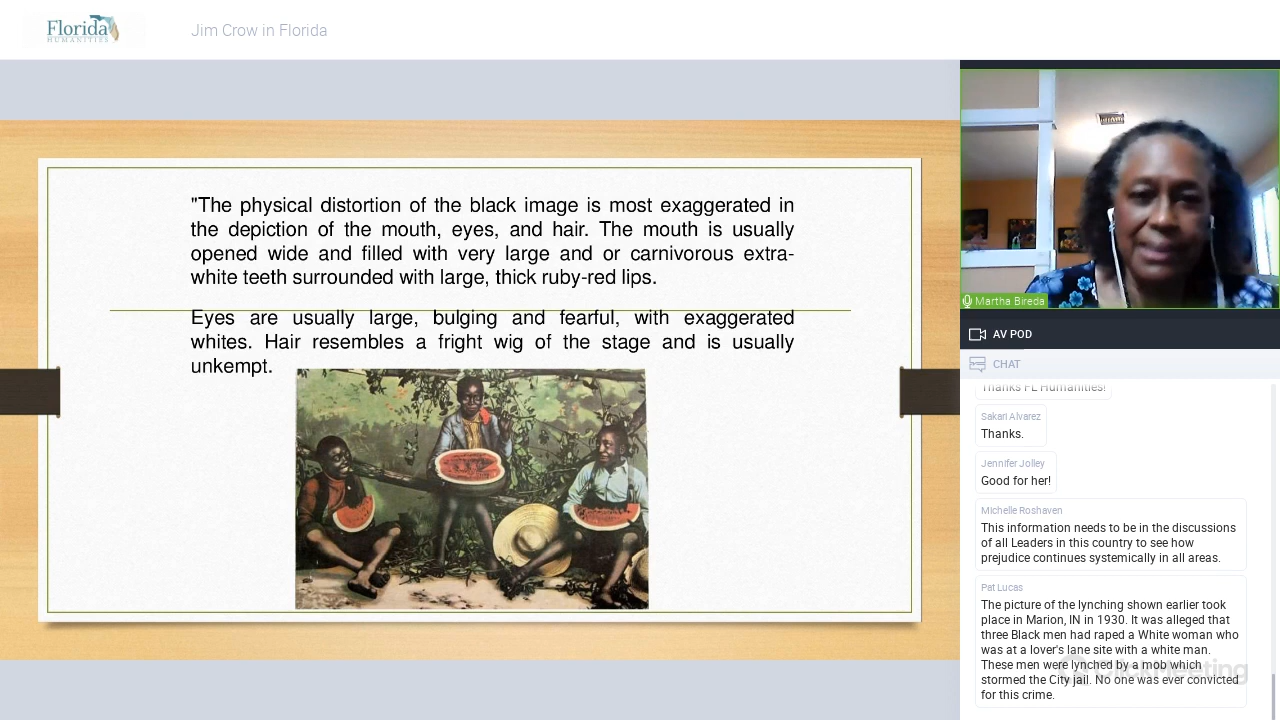 Florida
HUMANITIES
Jim Crow in Florida
"The physical distortion of the black image is most exaggerated in
the depiction of the mouth, eyes, and hair. The mouth is usually
opened wide and filled with very large and or carnivorous extra-
white teeth surrounded with large, thick ruby-red lips.
Eyes are usually large, bulging and fearful, with exaggerated
whites. Hair resembles a fright wig of the stage and is usually
unkempt.
Martha Bireda
AV POD
CHAT
Thanks FL Humanities!
Sakari Alvarez
Thanks.
Jennifer Jolley
Good for her!
Michelle Roshaven
This information needs to be in the discussions
of all Leaders in this country to see how
prejudice continues systemically in all areas.
Pat Lucas
The picture of the lynching shown earlier took
place in Marion, IN in 1930. It was alleged that
three Black men had raped a White woman who
was at a lover's lane site with a white man.
These men were lynched by a mob which
stormed the City jail. No one was ever convicted
for this crime.
ClickMeeting